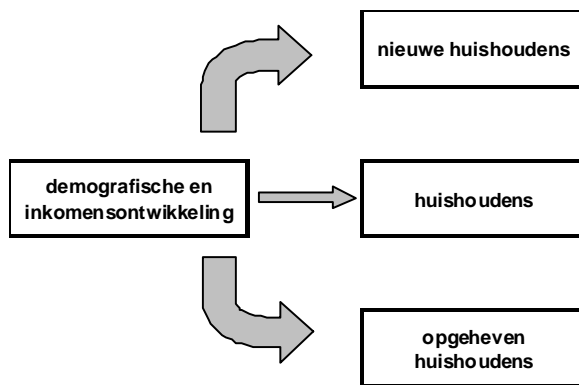 nieuwe huishoudens
demografische en
inkomensontwikkeling
huishoudens
opgeheven
huishoudens